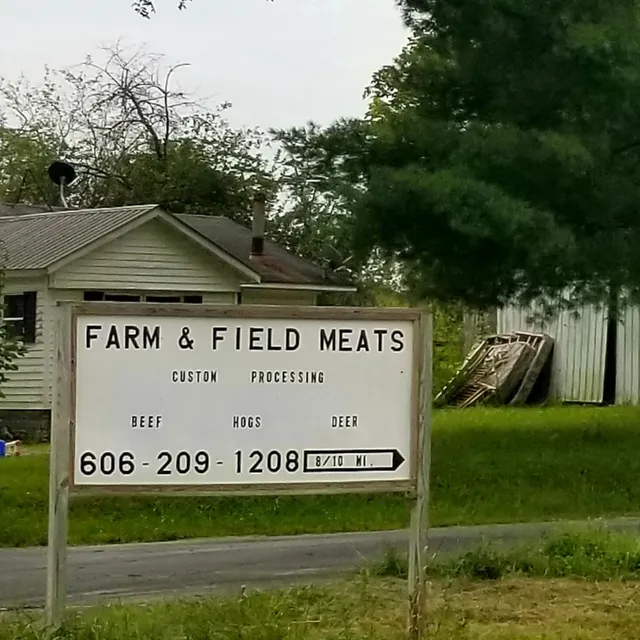 FARM & FIELD MEATS
CUSTOM PROCESSING
BEEF HOGS DEER
606-209-1208 8/10 MI.